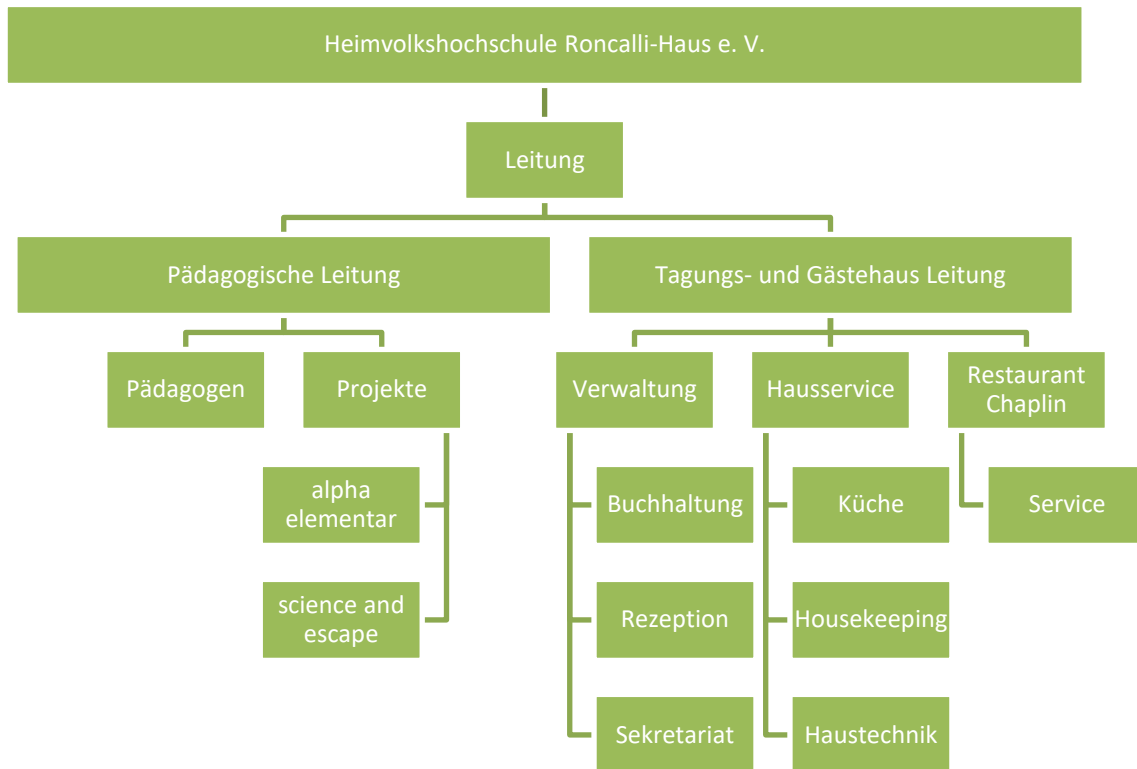 Heimvolkshochschule Roncalli-Haus e. V.
Leitung
Pädagogische Leitung
Tagungs- und Gästehaus Leitung
Pädagogen
Projekte
Verwaltung
Hausservice
Restaurant
Chaplin
alpha
elementar
Buchhaltung
Küche
Service
science and
escape
Rezeption
Housekeeping
Sekretariat
Haustechnik